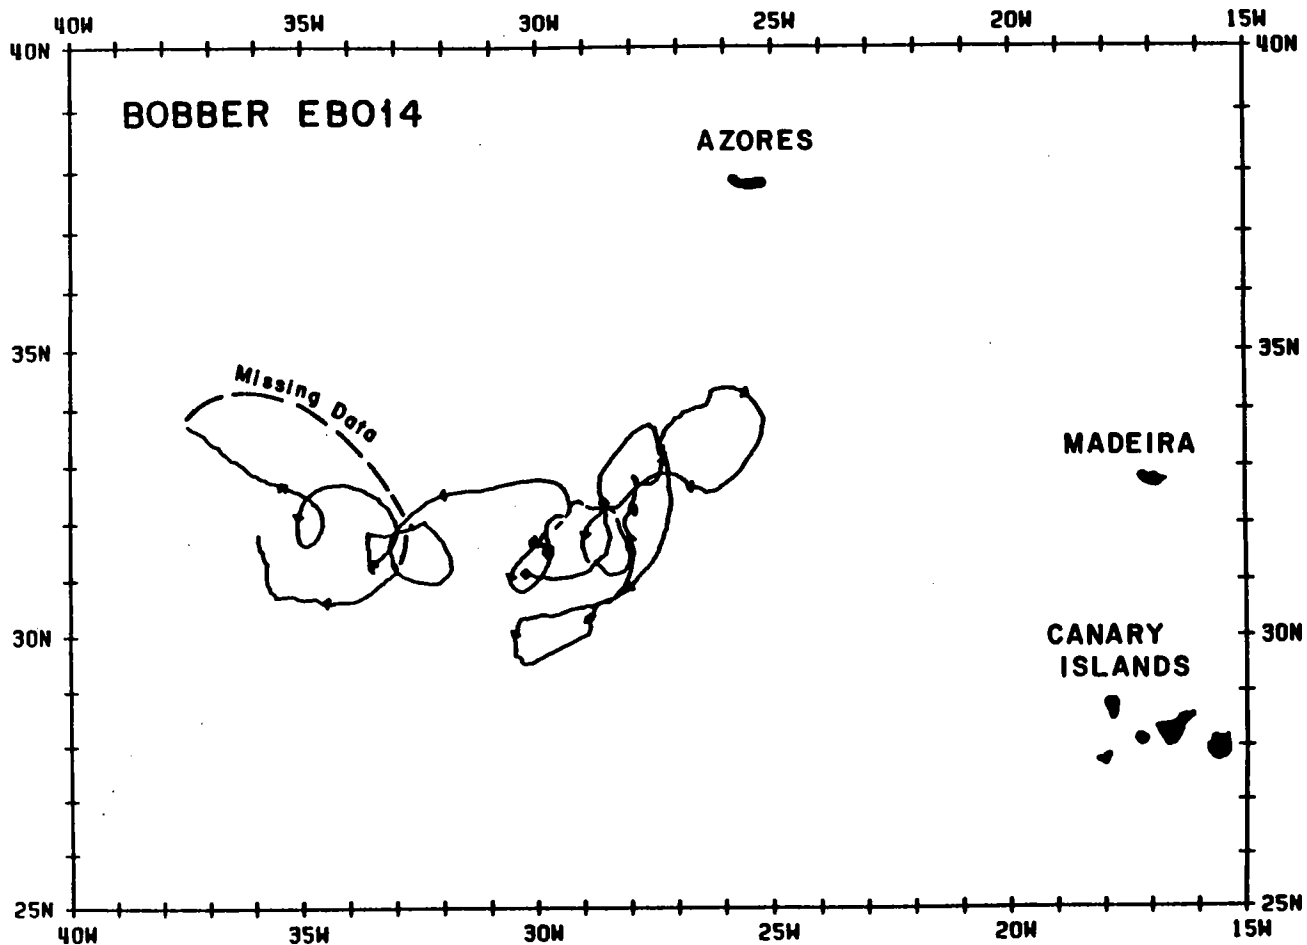 35W 30W 25W 20W 15W
40N 40N
BOBBER EB014
AZORES
35N 35N
Missing Data
MADEIRA
30N 30N
CANARY
ISLANDS
25N 25N
40W 35W 30W 25W 20W 15W